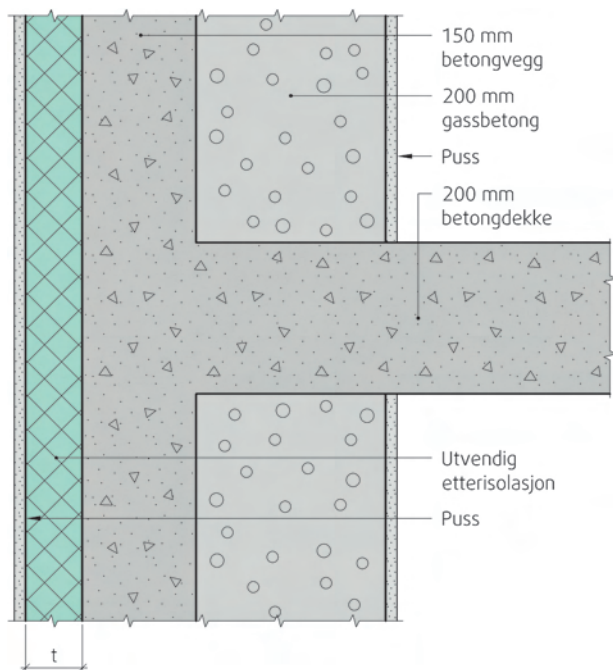 150 mm
betongvegg
200 mm
gassbetong
Puss
200 mm
betongdekke
Utvendig
etterisolasjon
Puss
t